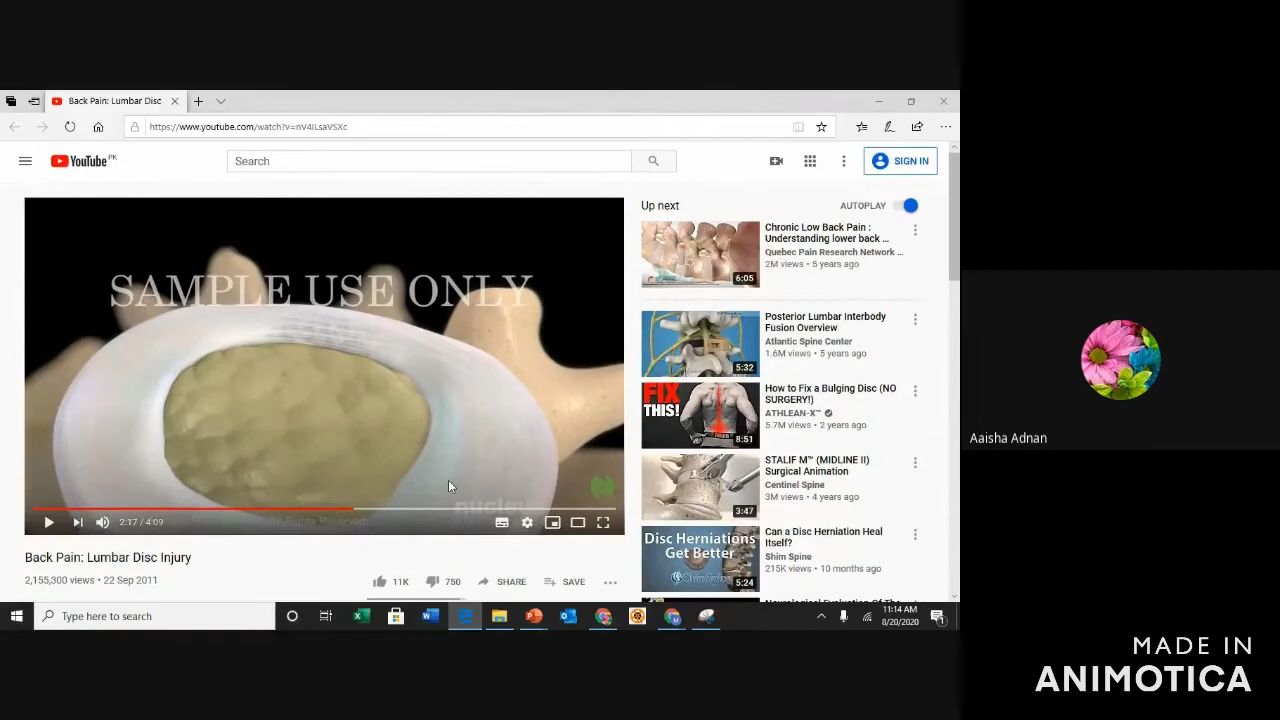 Back Pain: Lumbar Disc
https://www.youtube.com/watch?v=nV4ILsaVSXc
YouTube PK
Search
SIGN IN
SAMPLE USE ONLY
2:17 / 4:09
Back Pain: Lumbar Disc Injury
2,155,300 views • 22 Sep 2011
11K
750
SHARE
SAVE
Up next
AUTOPLAY
6:05
Chronic Low Back Pain :
Understanding lower back ...
Quebec Pain Research Network ...
2M views • 5 years ago
5:32
Posterior Lumbar Interbody
Fusion Overview
Atlantic Spine Center
1.6M views • 5 years ago
FIX
THIS!
8:51
How to Fix a Bulging Disc (NO
SURGERY!)
ATHLEAN-X™
5.7M views • 2 years ago
3:47
STALIF M™ (MIDLINE II)
Surgical Animation
Centinel Spine
3M views • 4 years ago
Disc Herniations
Get Better
5:24
Can a Disc Herniation Heal
Itself?
Shim Spine
215K views • 10 months ago
Type here to search
11:14 AM
8/20/2020
Aaisha Adnan
MADE IN
ANIMOTICA